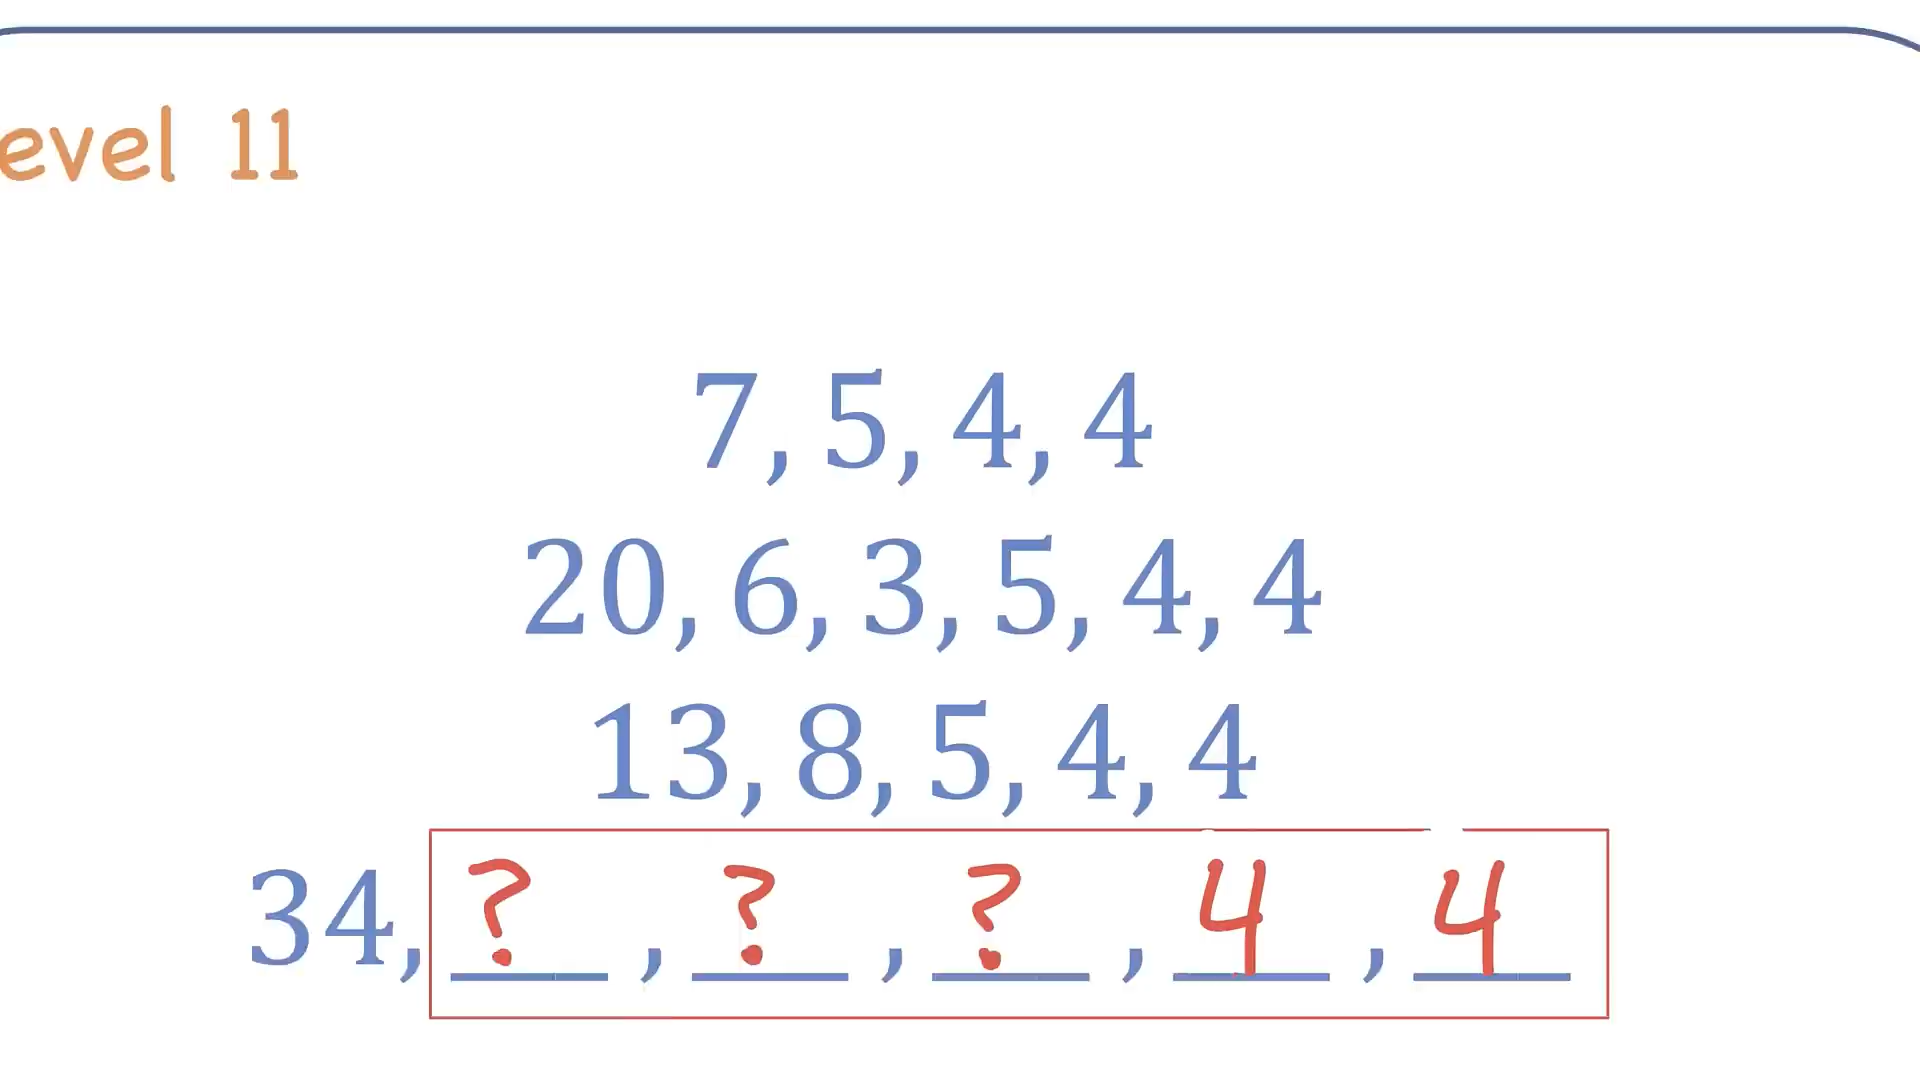 evel 11
7, 5, 4, 4
20, 6, 3, 5, 4, 4
13, 8, 5, 4, 4
34, ? , ? , ? , 4 , 4